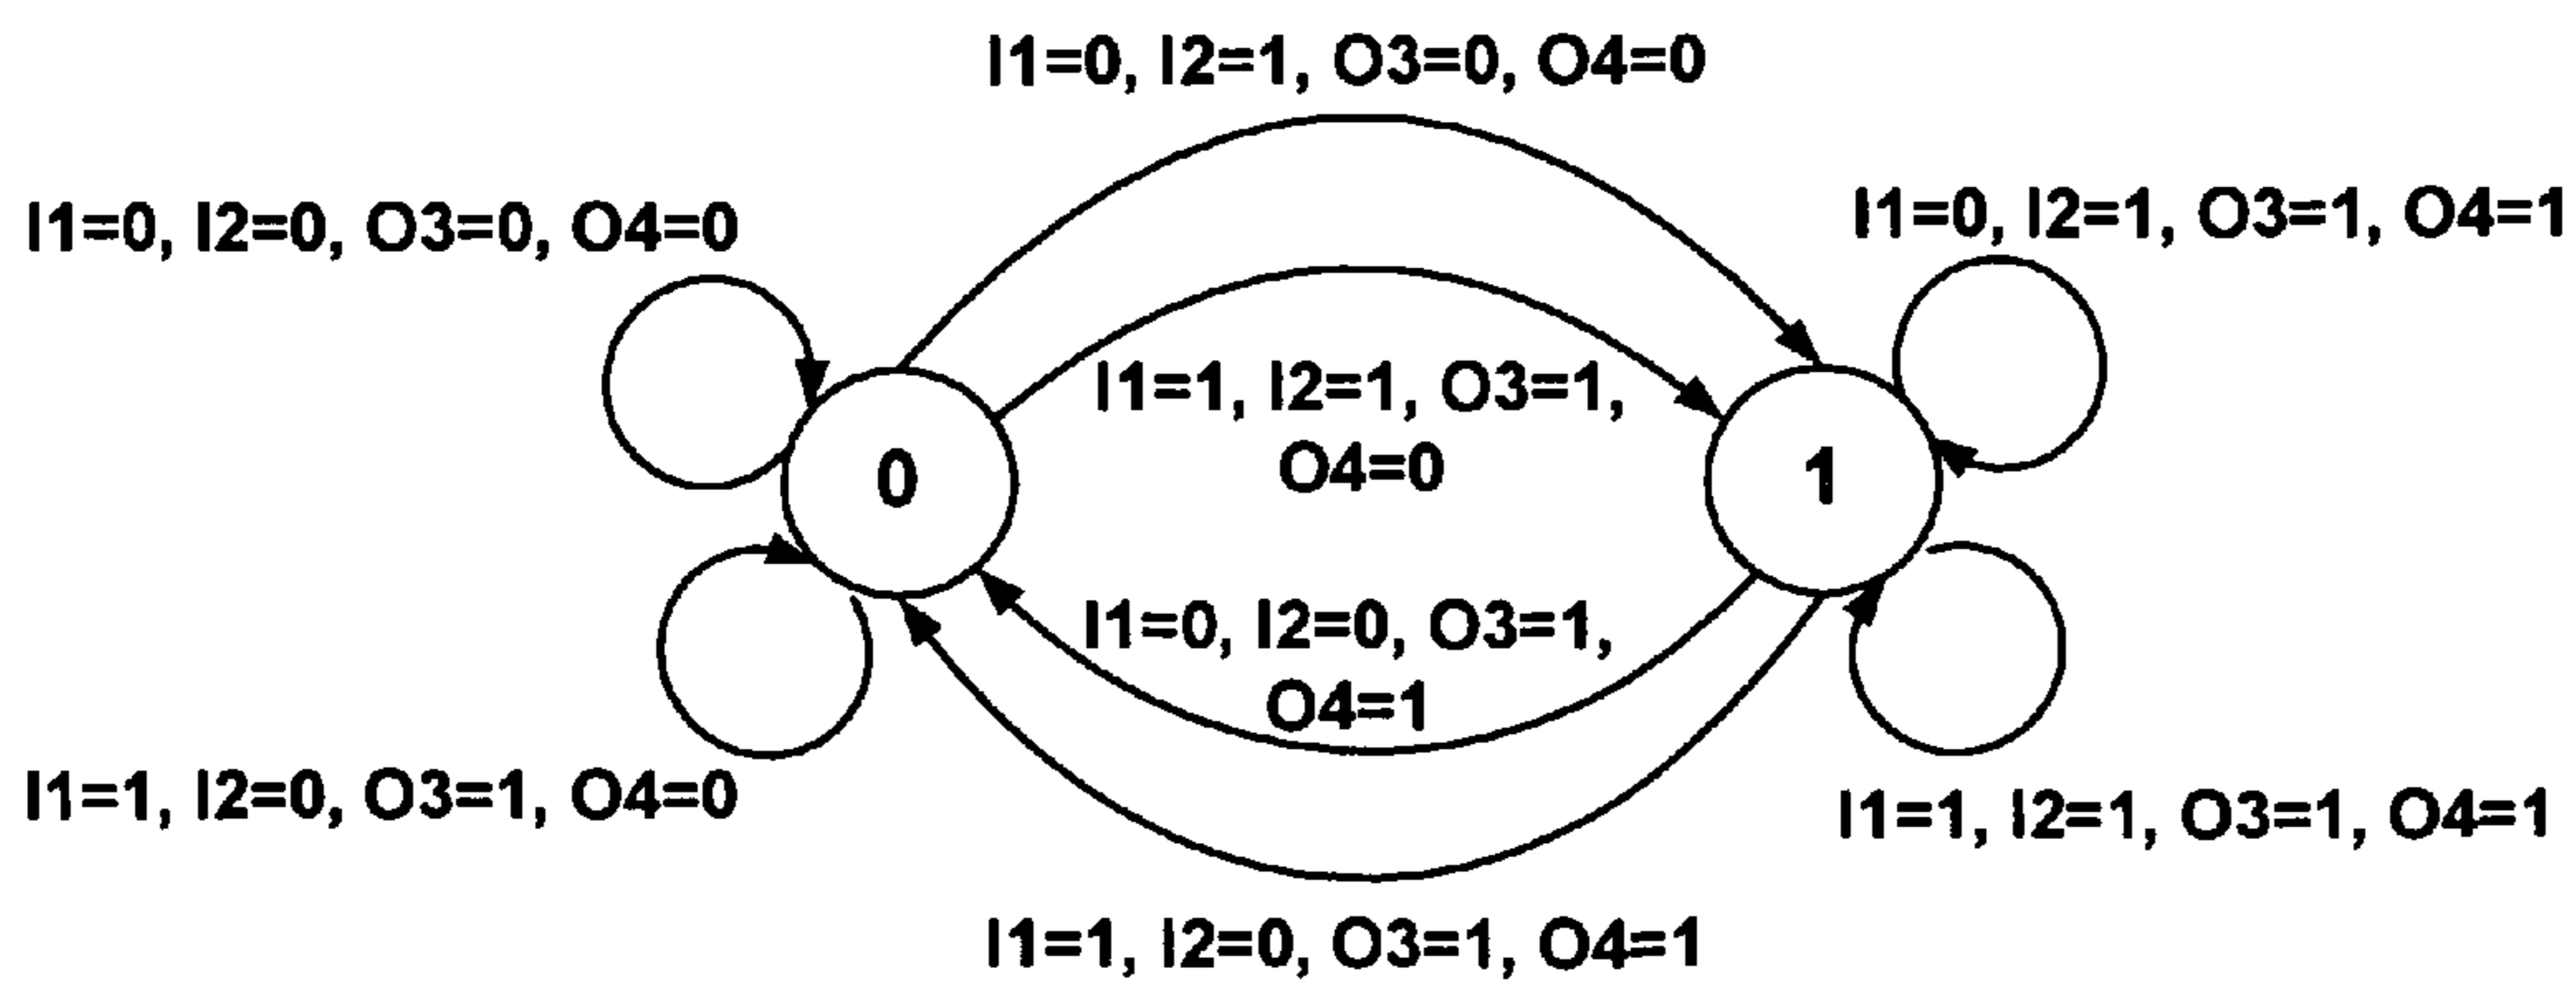 I1=0, I2=1, O3=0, O4=0
I1=0, I2=0, O3=0, O4=0
I1=0, I2=1, O3=1, O4=1
I1=1, I2=1, O3=1,
O4=0
0
1
I1=0, I2=0, O3=1,
O4=1
I1=1, I2=0, O3=1, O4=0
I1=1, I2=1, O3=1, O4=1
I1=1, I2=0, O3=1, O4=1